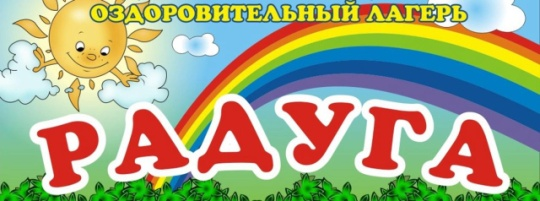 ОЗДОРОВИТЕЛЬНЫЙ ЛАГЕРЬ
РАДУГА